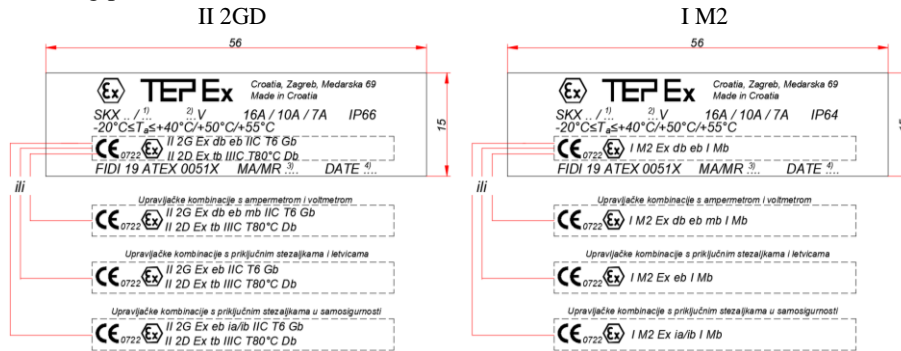 II 2GD
56
Ex TEP Ex Croatia, Zagreb, Medarska 69
Made in Croatia
SKX .. / 1)... 2)...V 16A / 10A / 7A IP66
-20°C≤Ta≤+40°C/+50°C/+55°C
CE 0722 Ex II 2G Ex db eb IIC T6 Gb
II 2D Ex tb IIIC T80°C Db
FIDI 19 ATEX 0051X MA/MR 3).... DATE 4)....
15
ili
Upravljačke kombinacije s ampermetrom i voltmetrom
CE 0722 Ex II 2G Ex db eb mb IIC T6 Gb
II 2D Ex tb IIIC T80°C Db
Upravljačke kombinacije s priključnim stezaljkama i letvicama
CE 0722 Ex II 2G Ex eb IIC T6 Gb
II 2D Ex tb IIIC T80°C Db
Upravljačke kombinacije s priključnim stezaljkama u samosigurnosti
CE 0722 Ex II 2G Ex eb ia/ib IIC T6 Gb
II 2D Ex tb IIIC T80°C Db
I M2
56
Ex TEP Ex Croatia, Zagreb, Medarska 69
Made in Croatia
SKX .. / 1)... 2)...V 16A / 10A / 7A IP64
-20°C≤Ta≤+40°C/+50°C/+55°C
CE 0722 Ex I M2 Ex db eb I Mb
FIDI 19 ATEX 0051X MA/MR 3).... DATE 4)....
ili
Upravljačke kombinacije s ampermetrom i voltmetrom
CE 0722 Ex I M2 Ex db eb mb I Mb
Upravljačke kombinacije s priključnim stezaljkama i letvicama
CE 0722 Ex I M2 Ex eb I Mb
Upravljačke kombinacije s priključnim stezaljkama u samosigurnosti
CE 0722 Ex I M2 Ex ia/ib I Mb